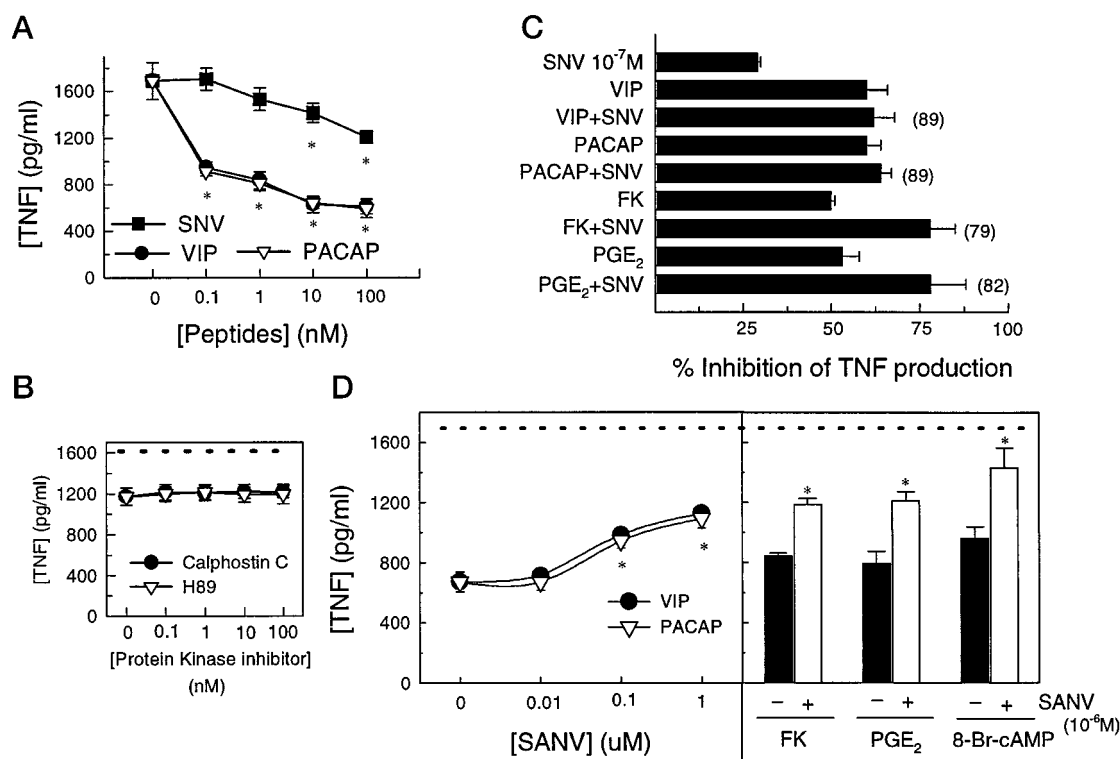 A
[TNF] (pg/ml)
1600
1200
800
400
0
SNV
VIP PACAP
* * * * * *
0 0.1 1 10 100
[Peptides] (nM)
C
SNV 10-7M
VIP
VIP+SNV (89)
PACAP
PACAP+SNV (89)
FK
FK+SNV (79)
PGE2
PGE2+SNV (82)
25 50 75 100
% Inhibition of TNF production
B
[TNF] (pg/ml)
1600
1200
800
400
0
Calphostin C
H89
0 0.1 1 10 100
[Protein Kinase inhibitor]
(nM)
D
[TNF] (pg/ml)
1600
1200
800
400
0
VIP
PACAP
* *
0 0.01 0.1 1
[SANV] (uM)
* * *
− + − + − + SANV
(10-6M)
FK PGE2 8-Br-cAMP